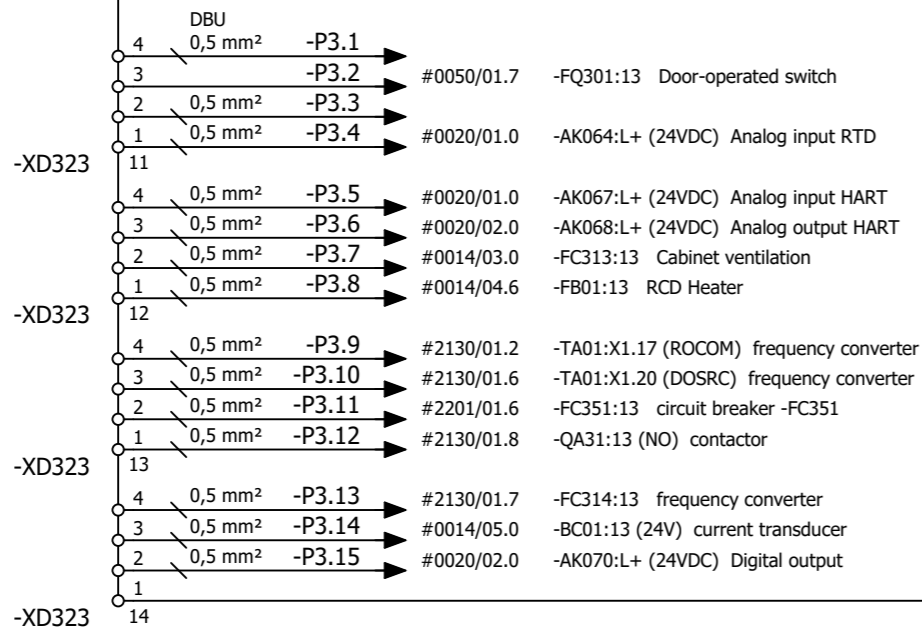 DBU
4 0,5 mm² -P3.1
3 -P3.2 #0050/01.7 -FQ301:13 Door-operated switch
2 0,5 mm² -P3.3
1 0,5 mm² -P3.4 #0020/01.0 -AK064:L+ (24VDC) Analog input RTD
-XD323 11
4 0,5 mm² -P3.5 #0020/01.0 -AK067:L+ (24VDC) Analog input HART
3 0,5 mm² -P3.6 #0020/02.0 -AK068:L+ (24VDC) Analog output HART
2 0,5 mm² -P3.7 #0014/03.0 -FC313:13 Cabinet ventilation
1 0,5 mm² -P3.8 #0014/04.6 -FB01:13 RCD Heater
-XD323 12
4 0,5 mm² -P3.9 #2130/01.2 -TA01:X1.17 (ROCOM) frequency converter
3 0,5 mm² -P3.10 #2130/01.6 -TA01:X1.20 (DOSRC) frequency converter
2 0,5 mm² -P3.11 #2201/01.6 -FC351:13 circuit breaker -FC351
1 0,5 mm² -P3.12 #2130/01.8 -QA31:13 (NO) contactor
-XD323 13
4 0,5 mm² -P3.13 #2130/01.7 -FC314:13 frequency converter
3 0,5 mm² -P3.14 #0014/05.0 -BC01:13 (24V) current transducer
2 0,5 mm² -P3.15 #0020/02.0 -AK070:L+ (24VDC) Digital output
1
-XD323 14